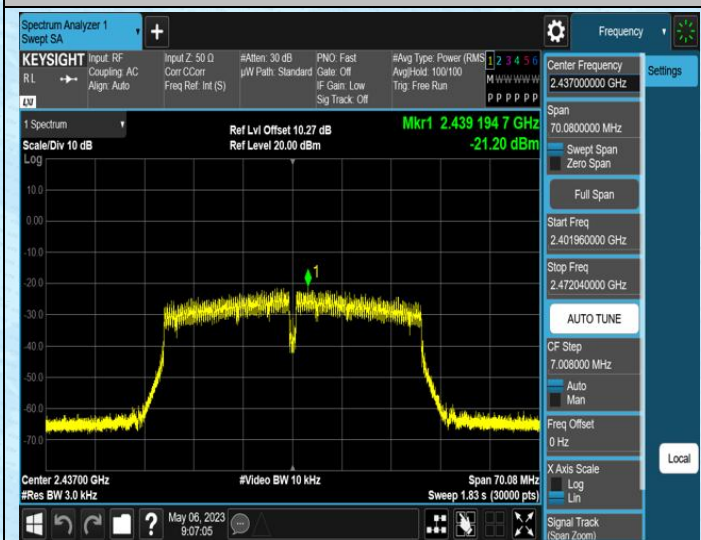 Spectrum Analyzer 1
Swept SA
+
Frequency
KEYSIGHT
RL
LXI
Input: RF
Coupling: AC
Align: Auto
Input Z: 50 Ω
Corr CCorr
Freq Ref: Int (S)
#Atten: 30 dB
µW Path: Standard
PNO: Fast
Gate: Off
IF Gain: Low
Sig Track: Off
#Avg Type: Power (RMS
Avg|Hold: 100/100
Trig: Free Run
1 2 3 4 5 6
M W W W W W
P P P P P P
Center Frequency
2.437000000 GHz
Settings
Span
70.0800000 MHz
Swept Span
Zero Span
Full Span
Start Freq
2.401960000 GHz
Stop Freq
2.472040000 GHz
AUTO TUNE
CF Step
7.008000 MHz
Auto
Man
Freq Offset
0 Hz
X Axis Scale
Log
Lin
Signal Track
(Span Zoom)
Local
1 Spectrum
Scale/Div 10 dB
Log
Ref Lvl Offset 10.27 dB
Ref Level 20.00 dBm
Mkr1 2.439 194 7 GHz
-21.20 dBm
10.0
0.00
-10.0
-20.0
-30.0
-40.0
-50.0
-60.0
-70.0
1
Center 2.43700 GHz
#Res BW 3.0 kHz
#Video BW 10 kHz
Span 70.08 MHz
Sweep 1.83 s (30000 pts)
?
May 06, 2023
9:07:05